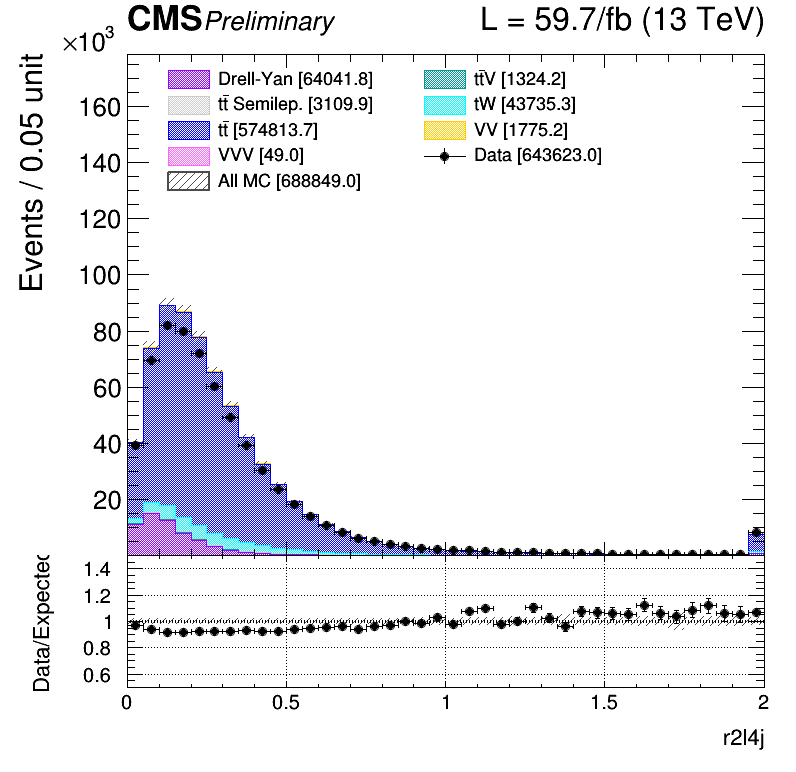 CMS Preliminary L = 59.7/fb (13 TeV)
×10³
Events / 0.05 unit
160
140
120
100
80
60
40
20
Drell-Yan [64041.8]
tt̄ Semilep. [3109.9]
tt̄ [574813.7]
VVV [49.0]
All MC [688849.0]
tt̄V [1324.2]
tW [43735.3]
VV [1775.2]
Data [643623.0]
Data/Expected
1.4
1.2
1
0.8
0.6
0 0.5 1 1.5 2
r2l4j